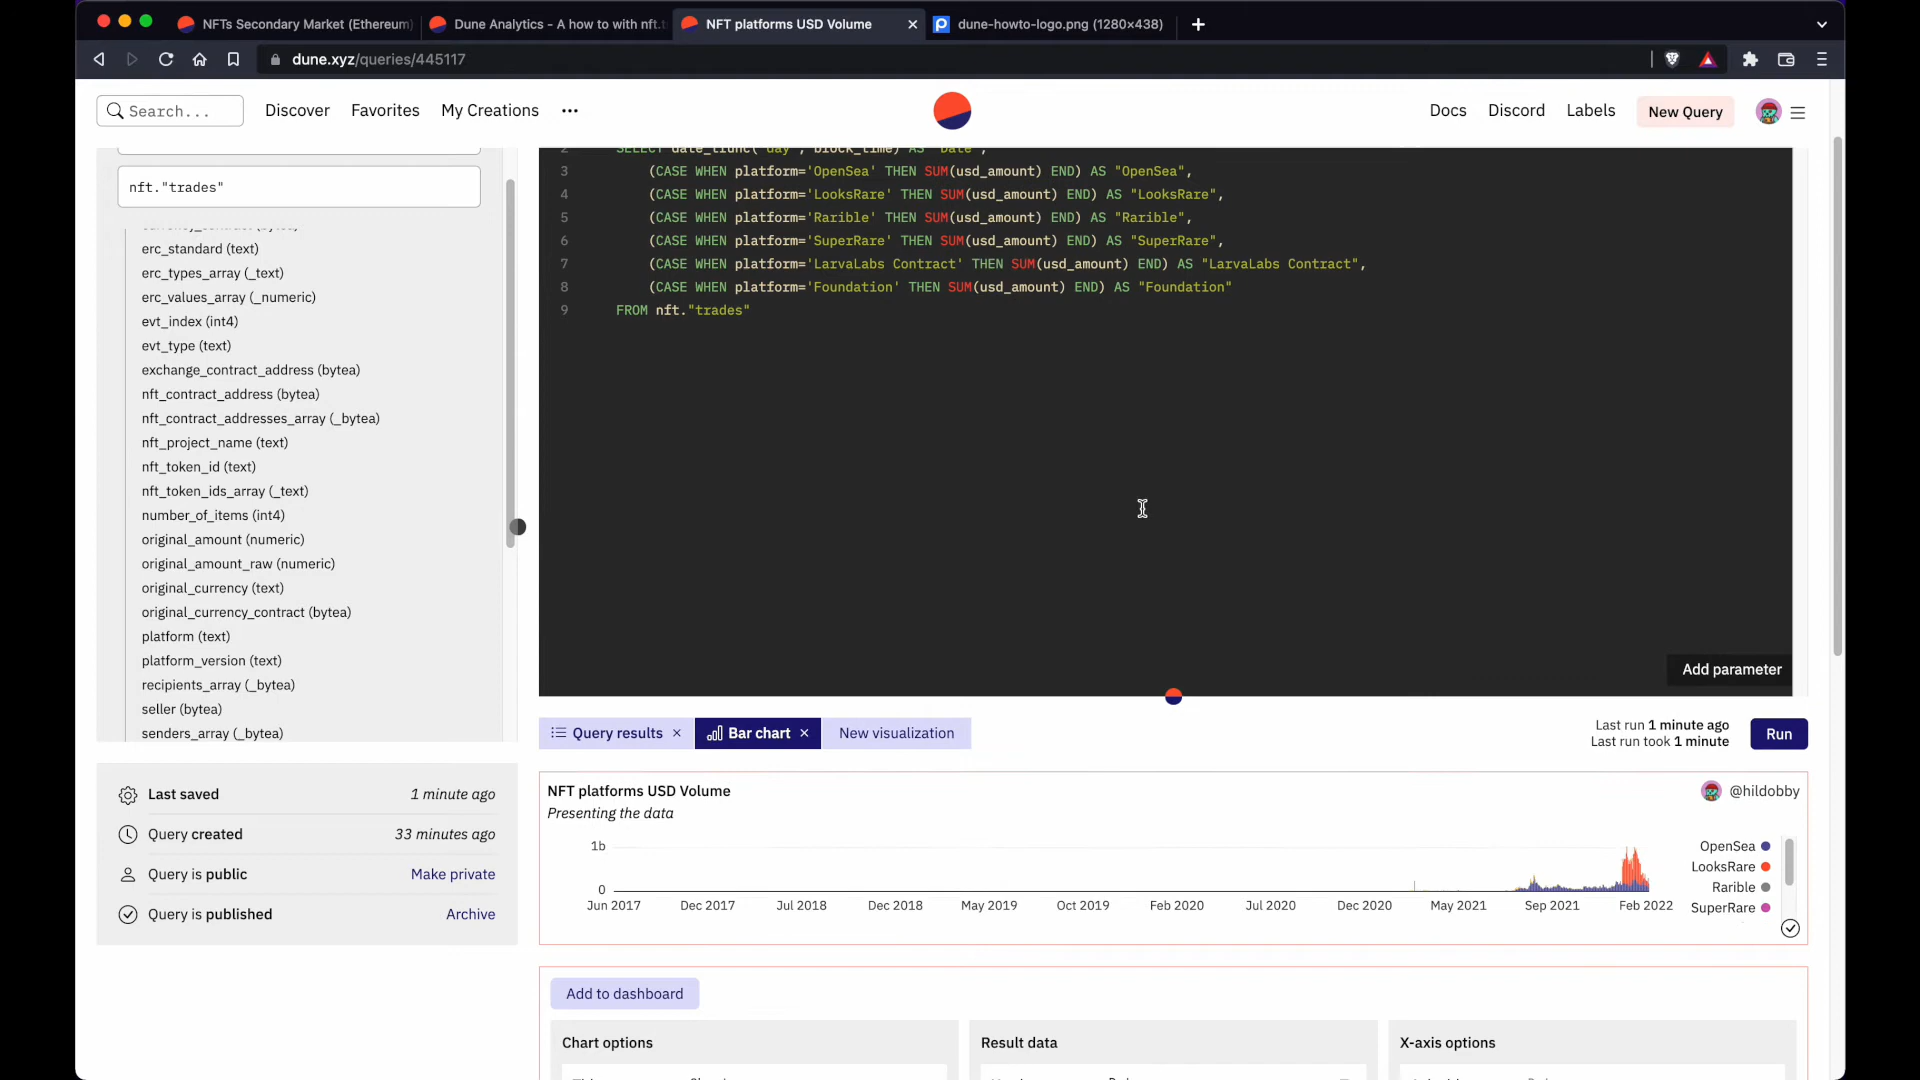 NFTs Secondary Market (Ethereum)
Dune Analytics - A how to with nft.t
NFT platforms USD Volume
dune-howto-logo.png (1280×438)
dune.xyz/queries/445117
Search...
Discover
Favorites
My Creations
Docs
Discord
Labels
New Query
nft."trades"
erc_standard (text)
erc_types_array (_text)
erc_values_array (_numeric)
evt_index (int4)
evt_type (text)
exchange_contract_address (bytea)
nft_contract_address (bytea)
nft_contract_addresses_array (_bytea)
nft_project_name (text)
nft_token_id (text)
nft_token_ids_array (_text)
number_of_items (int4)
original_amount (numeric)
original_amount_raw (numeric)
original_currency (text)
original_currency_contract (bytea)
platform (text)
platform_version (text)
recipients_array (_bytea)
seller (bytea)
senders_array (_bytea)
2 SELECT date_trunc('day', block_time) AS "Date",
3 (CASE WHEN platform='OpenSea' THEN SUM(usd_amount) END) AS "OpenSea",
4 (CASE WHEN platform='LooksRare' THEN SUM(usd_amount) END) AS "LooksRare",
5 (CASE WHEN platform='Rarible' THEN SUM(usd_amount) END) AS "Rarible",
6 (CASE WHEN platform='SuperRare' THEN SUM(usd_amount) END) AS "SuperRare",
7 (CASE WHEN platform='LarvaLabs Contract' THEN SUM(usd_amount) END) AS "LarvaLabs Contract",
8 (CASE WHEN platform='Foundation' THEN SUM(usd_amount) END) AS "Foundation"
9 FROM nft."trades"
Add parameter
Query results
Bar chart
New visualization
Last run 1 minute ago
Last run took 1 minute
Run
Last saved 1 minute ago
Query created 33 minutes ago
Query is public Make private
Query is published Archive
NFT platforms USD Volume
Presenting the data
@hildobby
1b
0
Jun 2017
Dec 2017
Jul 2018
Dec 2018
May 2019
Oct 2019
Feb 2020
Jul 2020
Dec 2020
May 2021
Sep 2021
Feb 2022
OpenSea
LooksRare
Rarible
SuperRare
Add to dashboard
Chart options
Result data
X-axis options